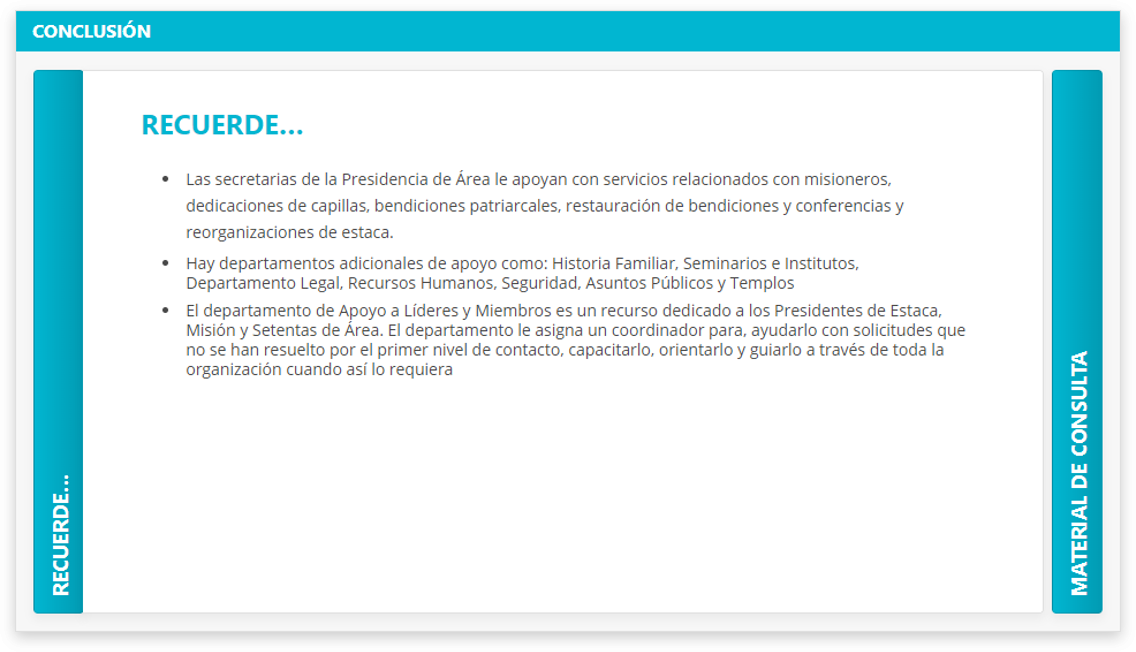 CONCLUSIÓN
RECUERDE...
RECUERDE...
• Las secretarias de la Presidencia de Área le apoyan con servicios relacionados con misioneros,
dedicaciones de capillas, bendiciones patriarcales, restauración de bendiciones y conferencias y
reorganizaciones de estaca.
• Hay departamentos adicionales de apoyo como: Historia Familiar, Seminarios e Institutos,
Departamento Legal, Recursos Humanos, Seguridad, Asuntos Públicos y Templos
• El departamento de Apoyo a Líderes y Miembros es un recurso dedicado a los Presidentes de Estaca,
Misión y Setentas de Área. El departamento le asigna un coordinador para, ayudarlo con solicitudes que
no se han resuelto por el primer nivel de contacto, capacitarlo, orientarlo y guiarlo a través de toda la
organización cuando así lo requiera
MATERIAL DE CONSULTA